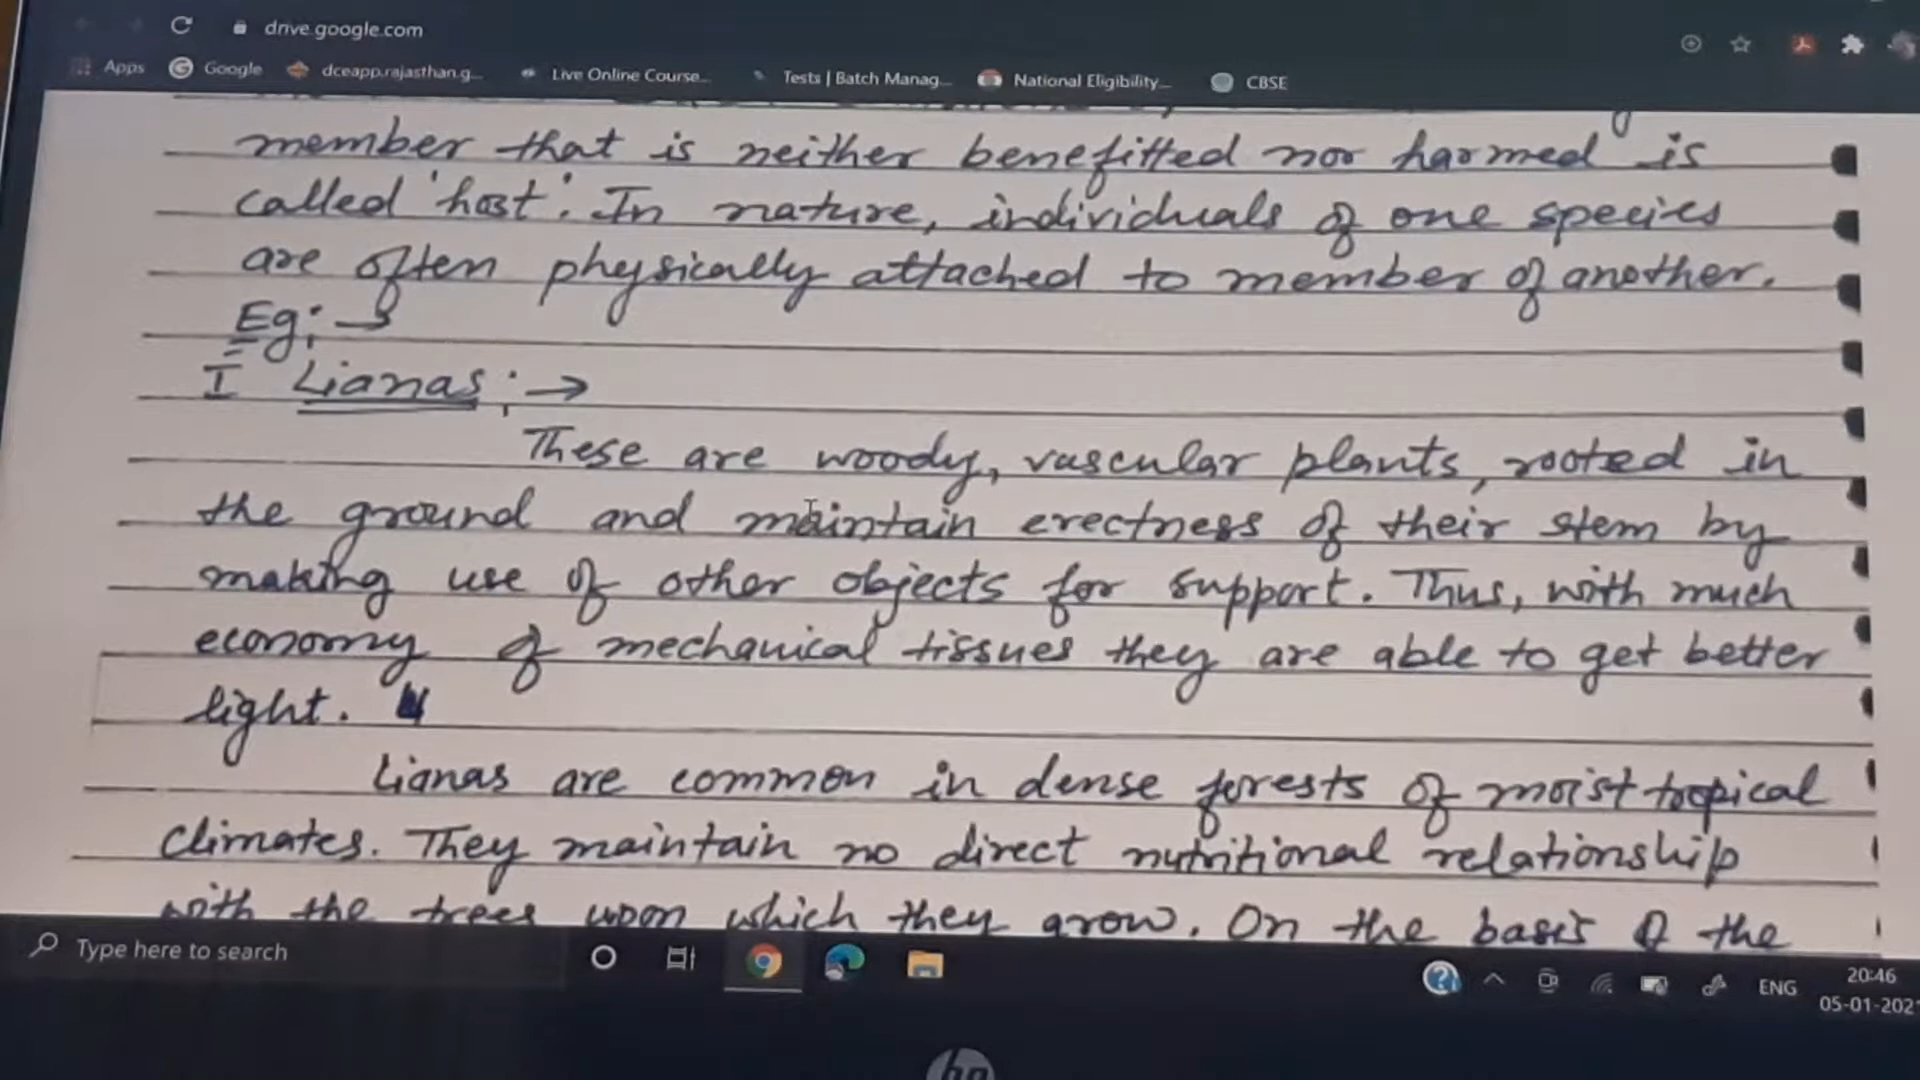 drive.google.com
Apps Google dceapp.rajasthan.g... Live Online Course... Tests | Batch Manag... National Eligibility... CBSE
member that is neither benefitted nor harmed is
called 'host'. In nature, individuals of one species
are often physically attached to member of another.
Eg:→
I Lianas:→
These are woody, vascular plants, rooted in
the ground and maintain erectness of their stem by
making use of other objects for support. Thus, with much
economy of mechanical tissues they are able to get better
light.
Lianas are common in dense forests of moist tropical
climates. They maintain no direct nutritional relationship
with the trees upon which they grow. On the basis of the
Type here to search
ENG
20:46
05-01-202
hp